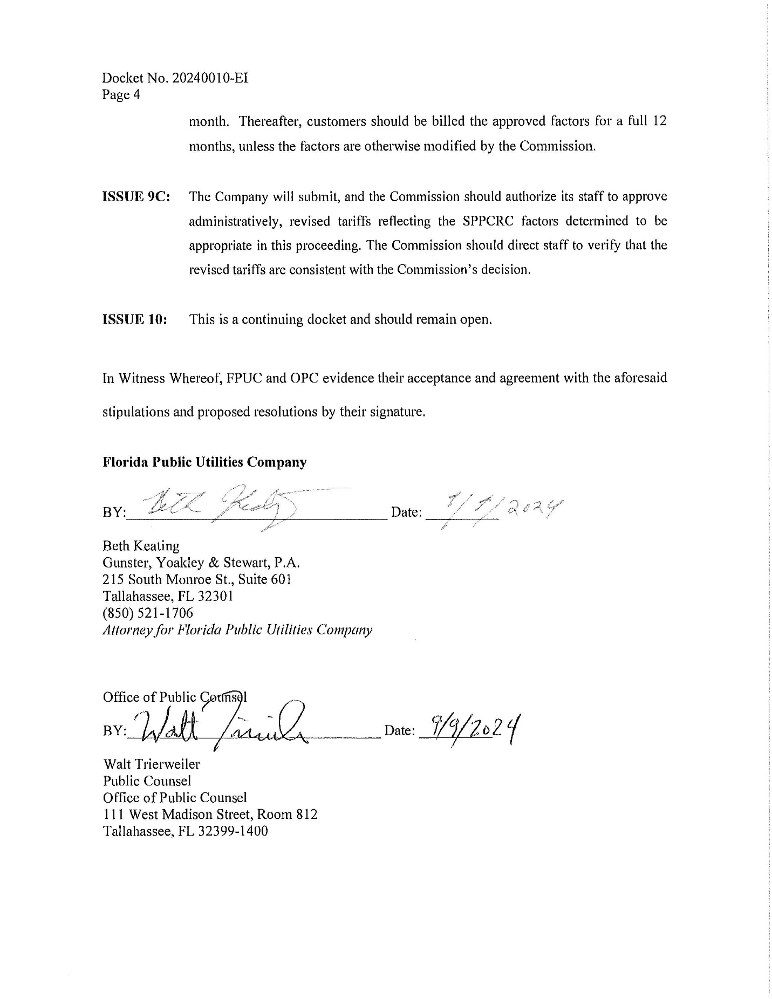 Docket No. 20240010-EI
Page 4
month. Thereafter, customers should be billed the approved factors for a full 12
months, unless the factors are otherwise modified by the Commission.
ISSUE 9C: The Company will submit, and the Commission should authorize its staff to approve
administratively, revised tariffs reflecting the SPPCRC factors determined to be
appropriate in this proceeding. The Commission should direct staff to verify that the
revised tariffs are consistent with the Commission's decision.
ISSUE 10: This is a continuing docket and should remain open.
In Witness Whereof, FPUC and OPC evidence their acceptance and agreement with the aforesaid
stipulations and proposed resolutions by their signature.
Florida Public Utilities Company
BY: Beth Keating Date: /2024
Beth Keating
Gunster, Yoakley & Stewart, P.A.
215 South Monroe St., Suite 601
Tallahassee, FL 32301
(850) 521-1706
Attorney for Florida Public Utilities Company
Office of Public Counsel
BY: Walt Trierweiler Date: 9/9/2024
Walt Trierweiler
Public Counsel
Office of Public Counsel
111 West Madison Street, Room 812
Tallahassee, FL 32399-1400